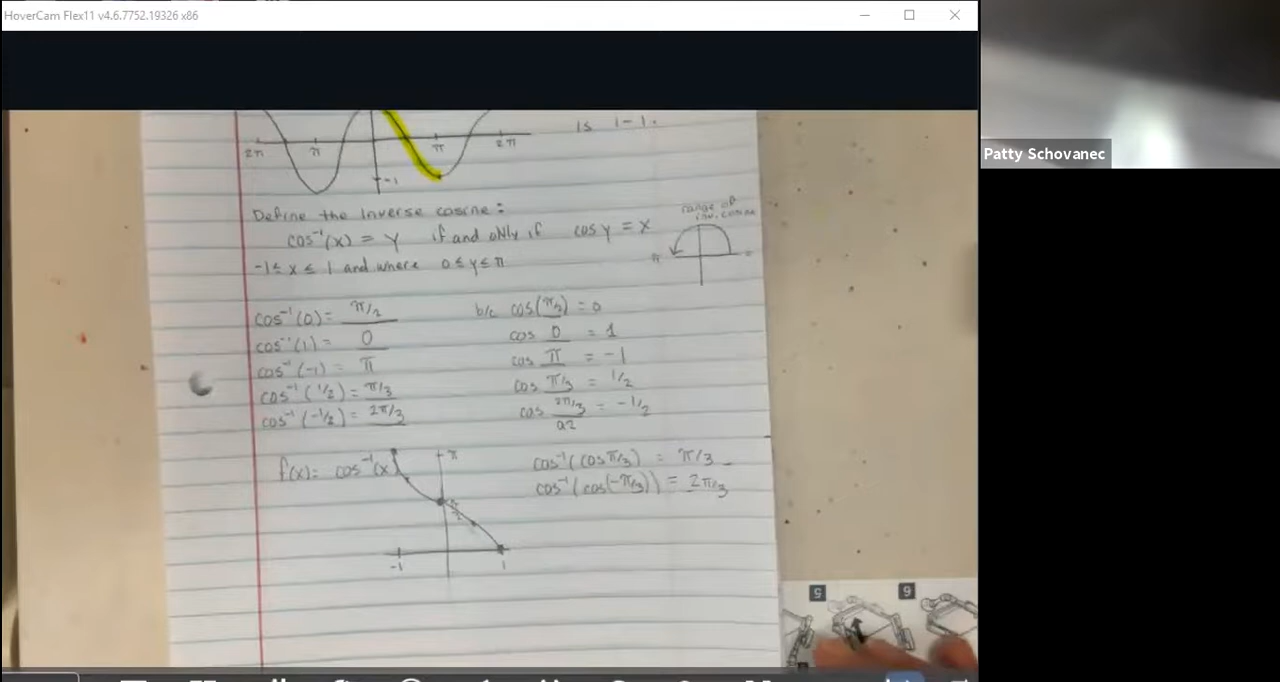 HoverCam Flex11 v4.6.7752.19326 x86
Patty Schovanec
is 1-1.
2π π π 2π
-1
Define the Inverse cosine:
range of
inv. cosine
cos⁻¹(x) = y if and only if cos y = x
π
-1 ≤ x ≤ 1 and where 0 ≤ y ≤ π
cos⁻¹(0) = π/2 b/c cos(π/2) = 0
cos⁻¹(1) = 0 cos 0 = 1
cos⁻¹(-1) = π cos π = -1
cos⁻¹(1/2) = π/3 cos π/3 = 1/2
cos⁻¹(-1/2) = 2π/3 cos 2π/3 = -1/2
Q2
f(x) = cos⁻¹(x) π cos⁻¹(cos π/3) = π/3
cos⁻¹(cos(-π/3)) = 2π/3
π/2
-1 1
5 6